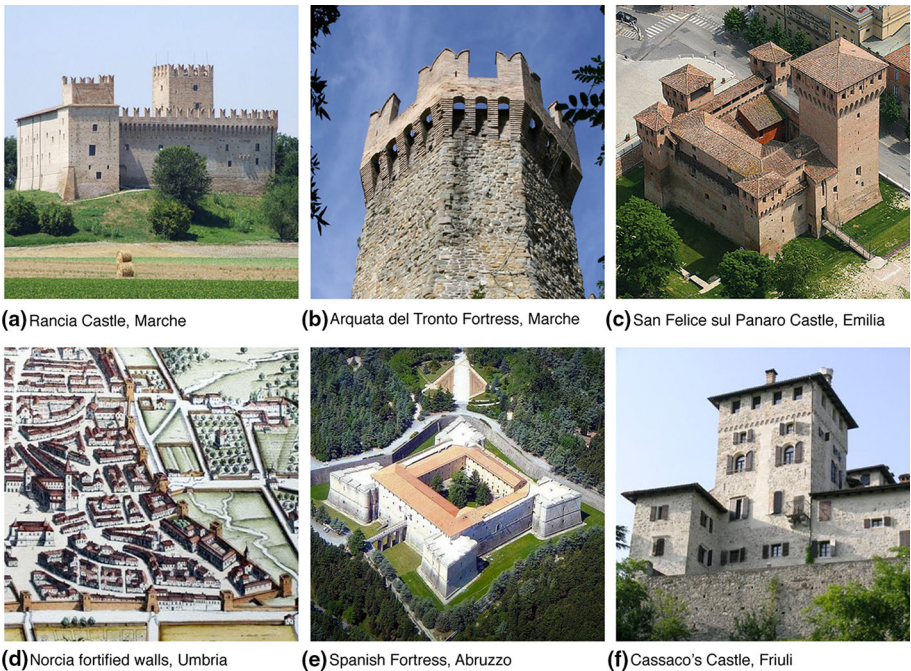 (a) Rancia Castle, Marche
(b) Arquata del Tronto Fortress, Marche
(c) San Felice sul Panaro Castle, Emilia
(d) Norcia fortified walls, Umbria
(e) Spanish Fortress, Abruzzo
(f) Cassaco's Castle, Friuli